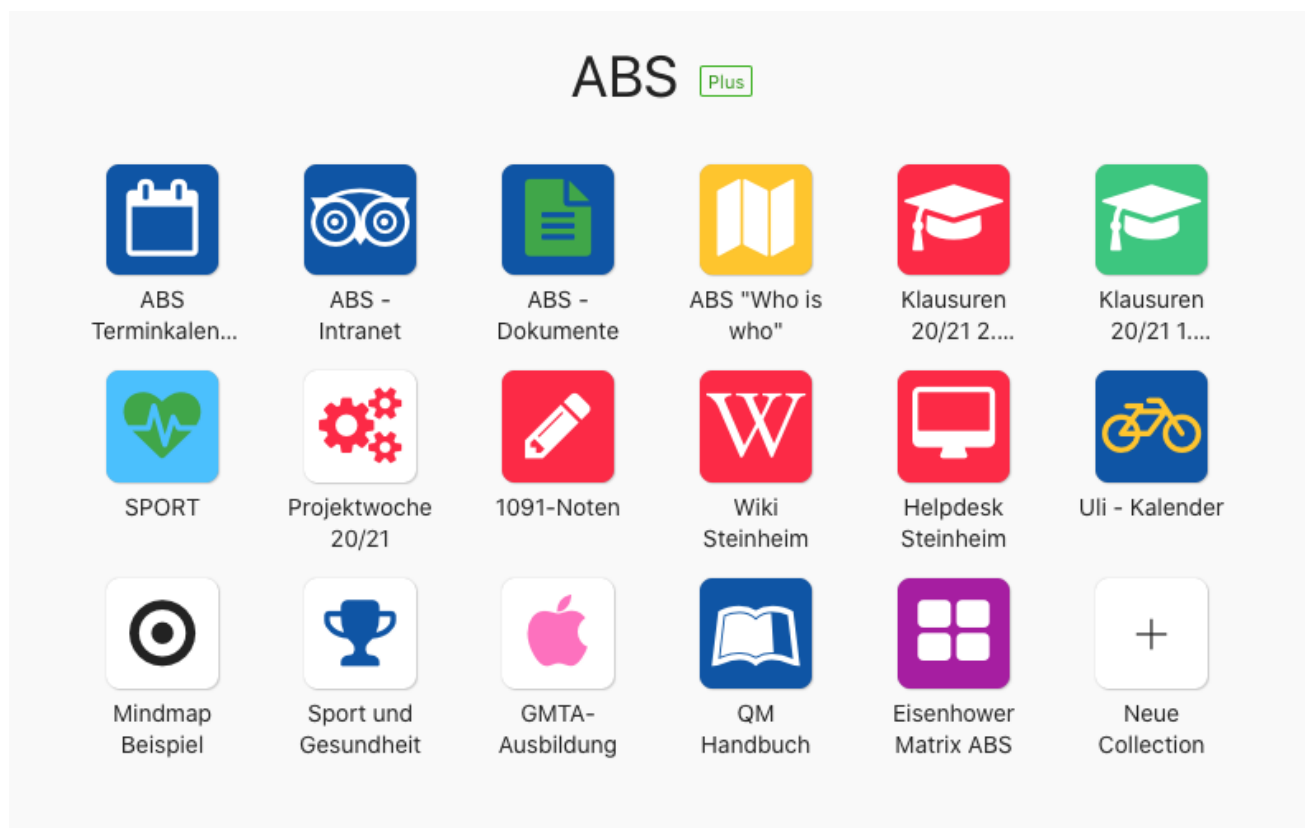 ABS Plus
ABS
Terminkalen...
ABS -
Intranet
ABS -
Dokumente
ABS "Who is
who"
Klausuren
20/21 2....
Klausuren
20/21 1....
SPORT
Projektwoche
20/21
1091-Noten
Wiki
Steinheim
Helpdesk
Steinheim
Uli - Kalender
Mindmap
Beispiel
Sport und
Gesundheit
GMTA-
Ausbildung
QM
Handbuch
Eisenhower
Matrix ABS
Neue
Collection